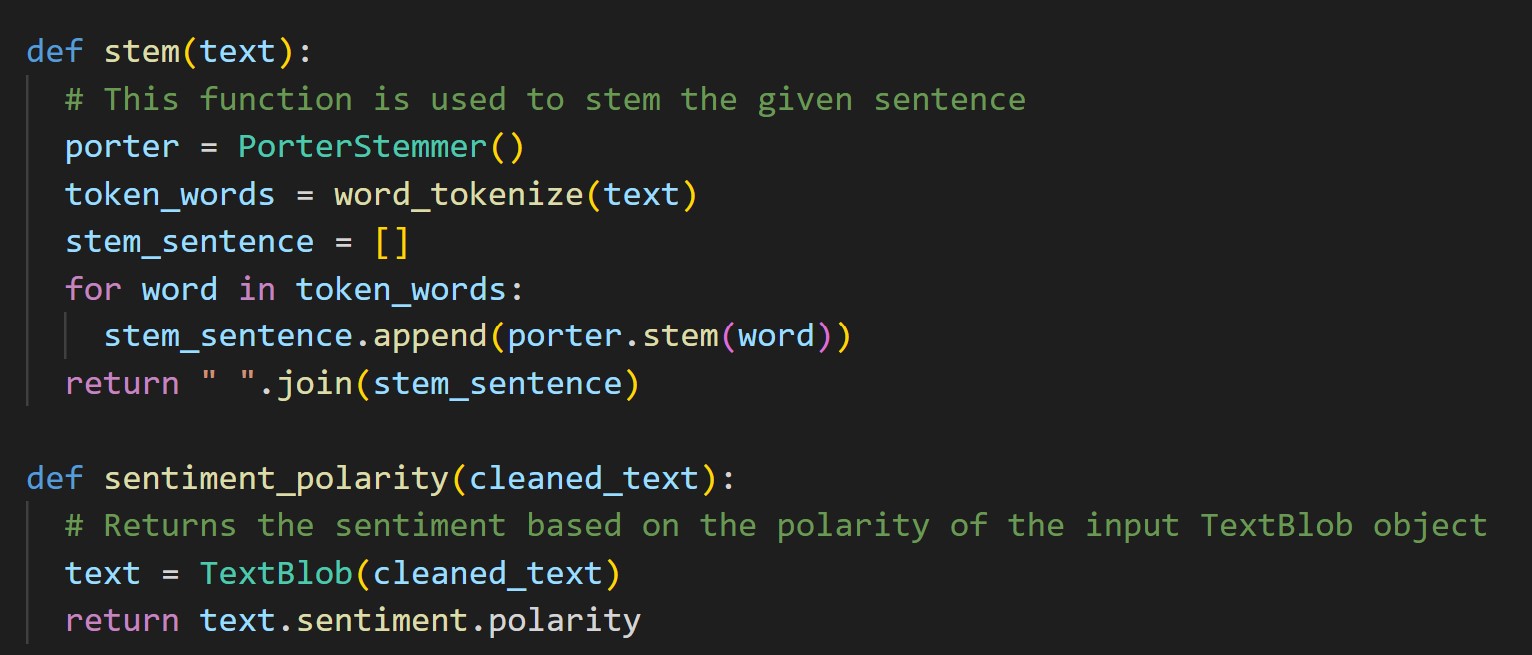 def stem(text):
  # This function is used to stem the given sentence
  porter = PorterStemmer()
  token_words = word_tokenize(text)
  stem_sentence = []
  for word in token_words:
    stem_sentence.append(porter.stem(word))
  return " ".join(stem_sentence)

def sentiment_polarity(cleaned_text):
  # Returns the sentiment based on the polarity of the input TextBlob object
  text = TextBlob(cleaned_text)
  return text.sentiment.polarity